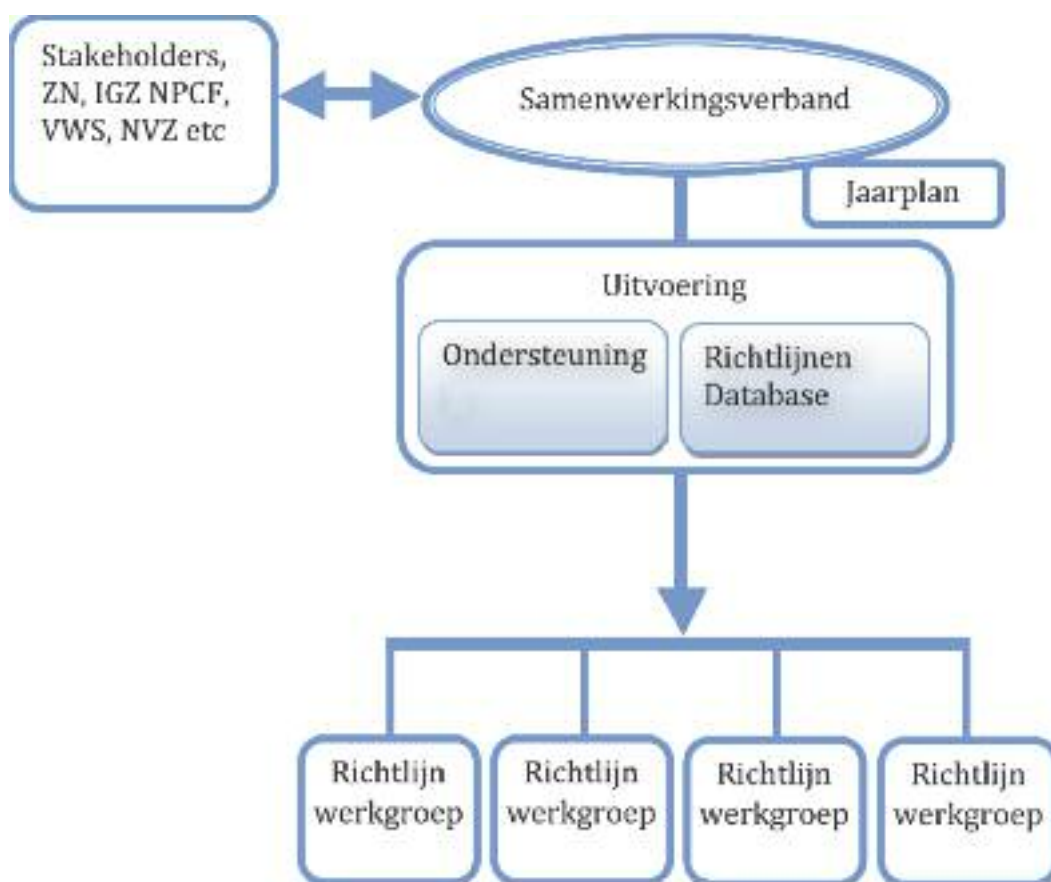 Stakeholders,
ZN, IGZ NPCF,
VWS, NVZ etc
Samenwerkingsverband
Jaarplan
Uitvoering
Ondersteuning
Richtlijnen
Database
Richtlijn
werkgroep
Richtlijn
werkgroep
Richtlijn
werkgroep
Richtlijn
werkgroep